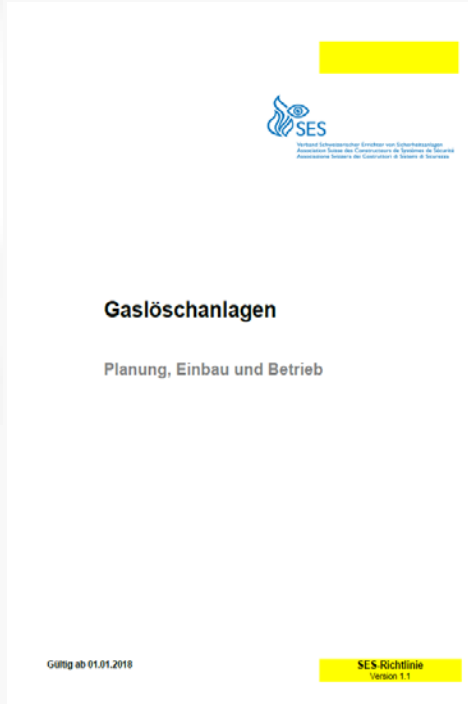 SES
Verband Schweizerischer Errichter von Sicherheitsanlagen
Association Suisse des Constructeurs de Systèmes de Sécurité
Associazione Svizzera dei Costruttori di Sistemi di Sicurezza
Gaslöschanlagen
Planung, Einbau und Betrieb
Gültig ab 01.01.2018
SES-Richtlinie
Version 1.1